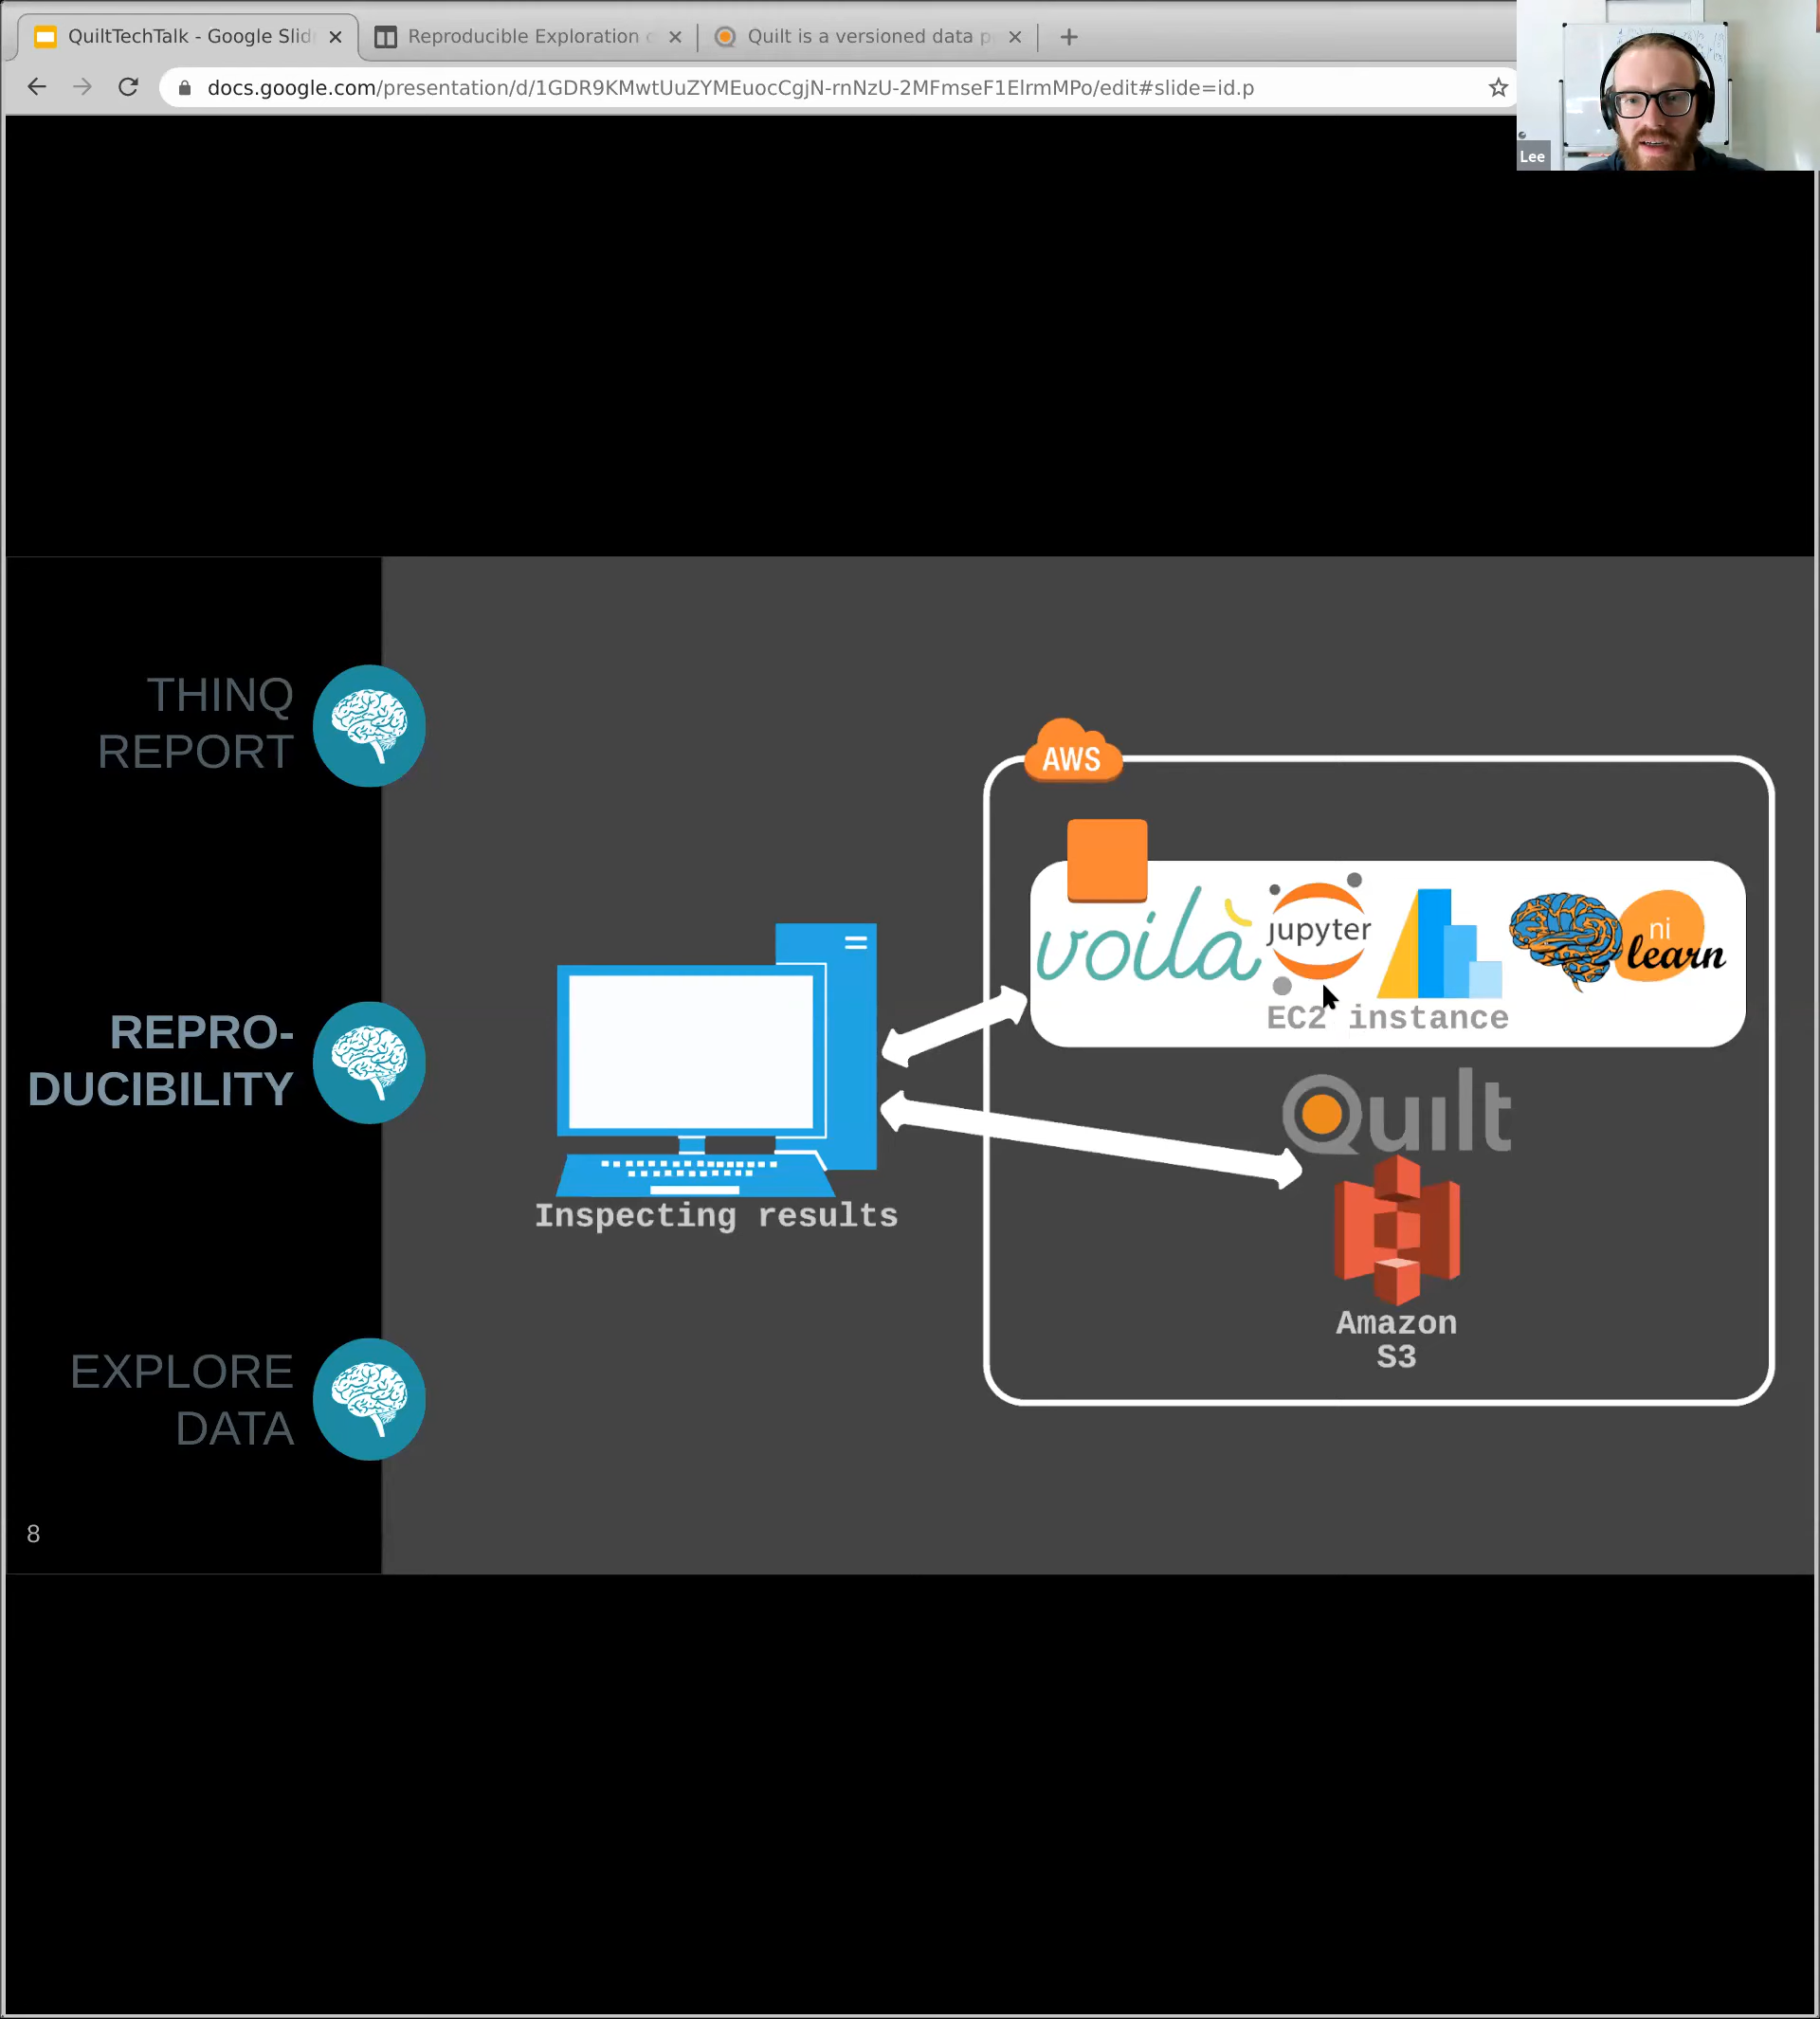 QuiltTechTalk - Google Slid
Reproducible Exploration
Quilt is a versioned data p
docs.google.com/presentation/d/1GDR9KMwtUuZYMEuocCgjN-rnNzU-2MFmseF1ElrmMPo/edit#slide=id.p
Lee
THINQ
REPORT
REPRO-
DUCIBILITY
EXPLORE
DATA
8
AWS
voilà
jupyter
ni
learn
EC2 instance
Quilt
Inspecting results
Amazon
S3